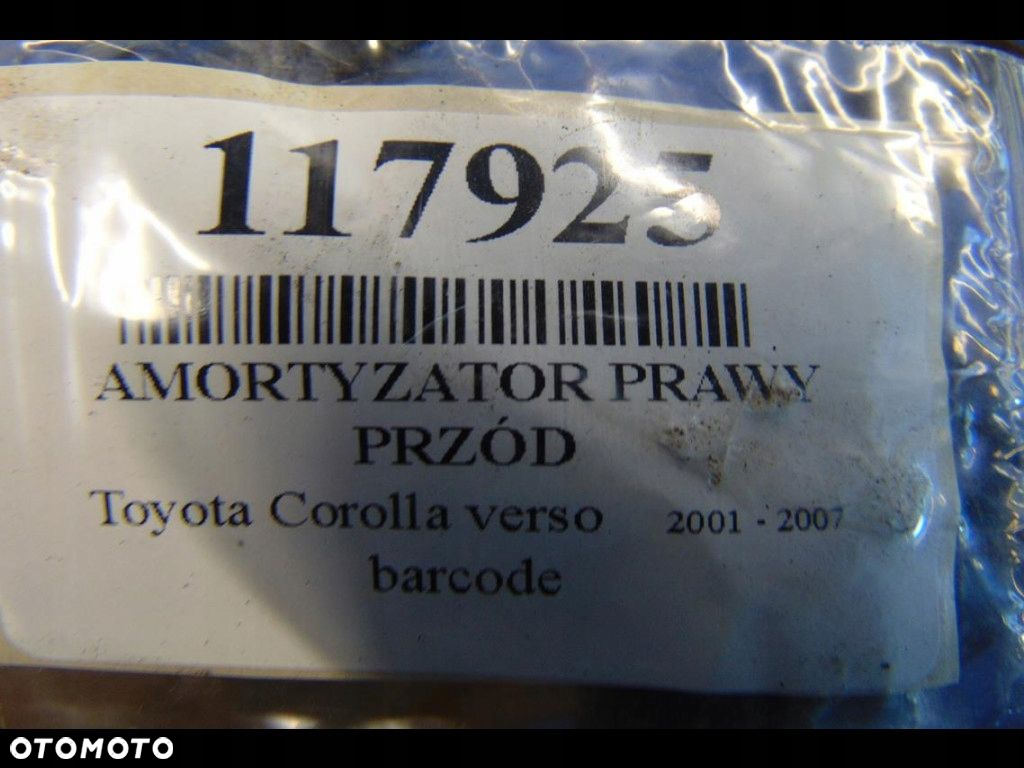 117925
AMORTYZATOR PRAWY
PRZÓD
Toyota Corolla verso 2001 - 2007
barcode
OTOMOTO